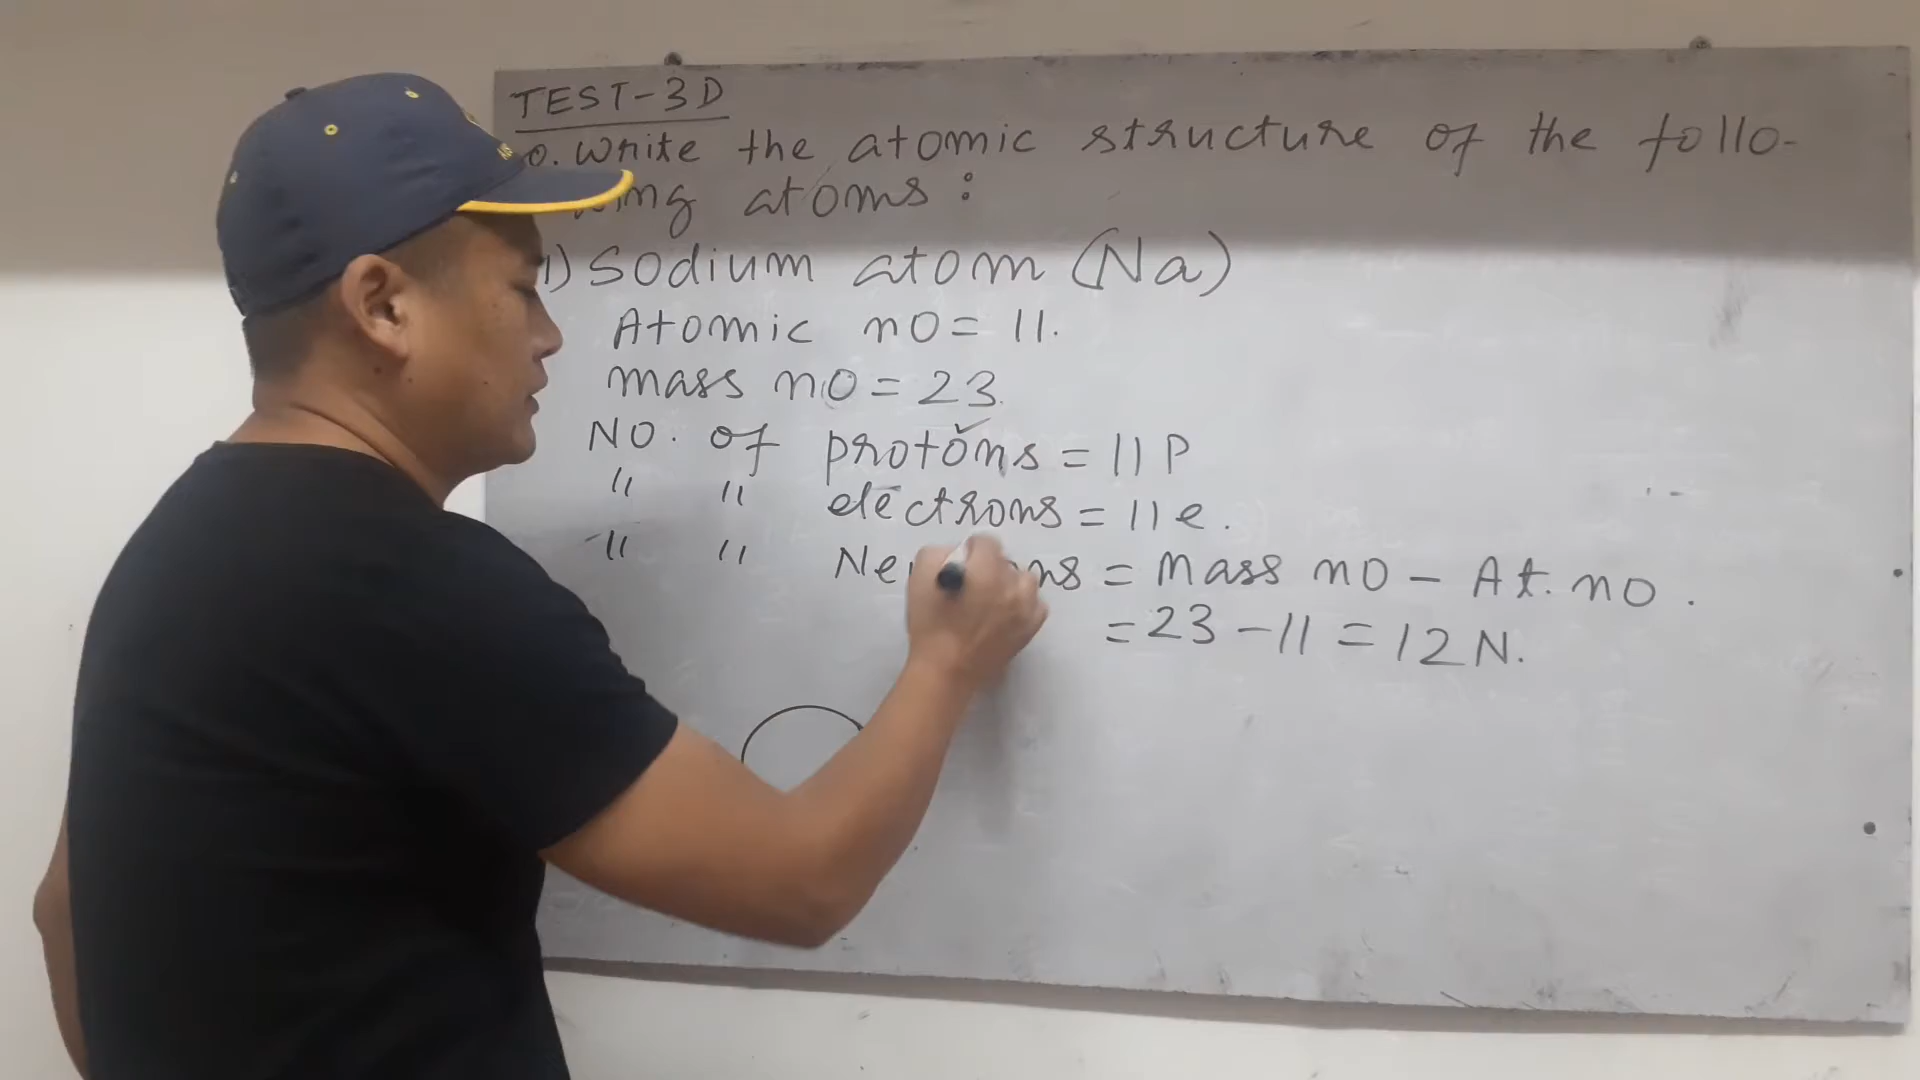 TEST-3D
Write the atomic structure of the follo-
wing atoms :
1) Sodium atom (Na)
Atomic no = 11.
mass no = 23.
NO. of protons = 11 P
" " electrons = 11 e.
" " = Mass no - At. no.
= 23 - 11 = 12 N.